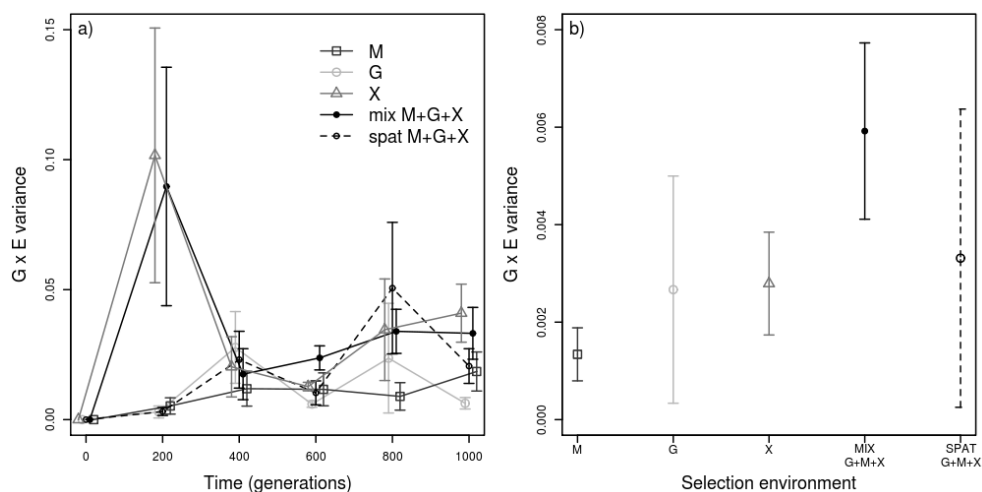 a)
M
G
X
mix M+G+X
spat M+G+X
G x E variance
0.15
0.10
0.05
0.00
0 200 400 600 800 1000
Time (generations)
b)
G x E variance
0.008
0.006
0.004
0.002
0.000
M G X MIX SPAT
G+M+X G+M+X
Selection environment